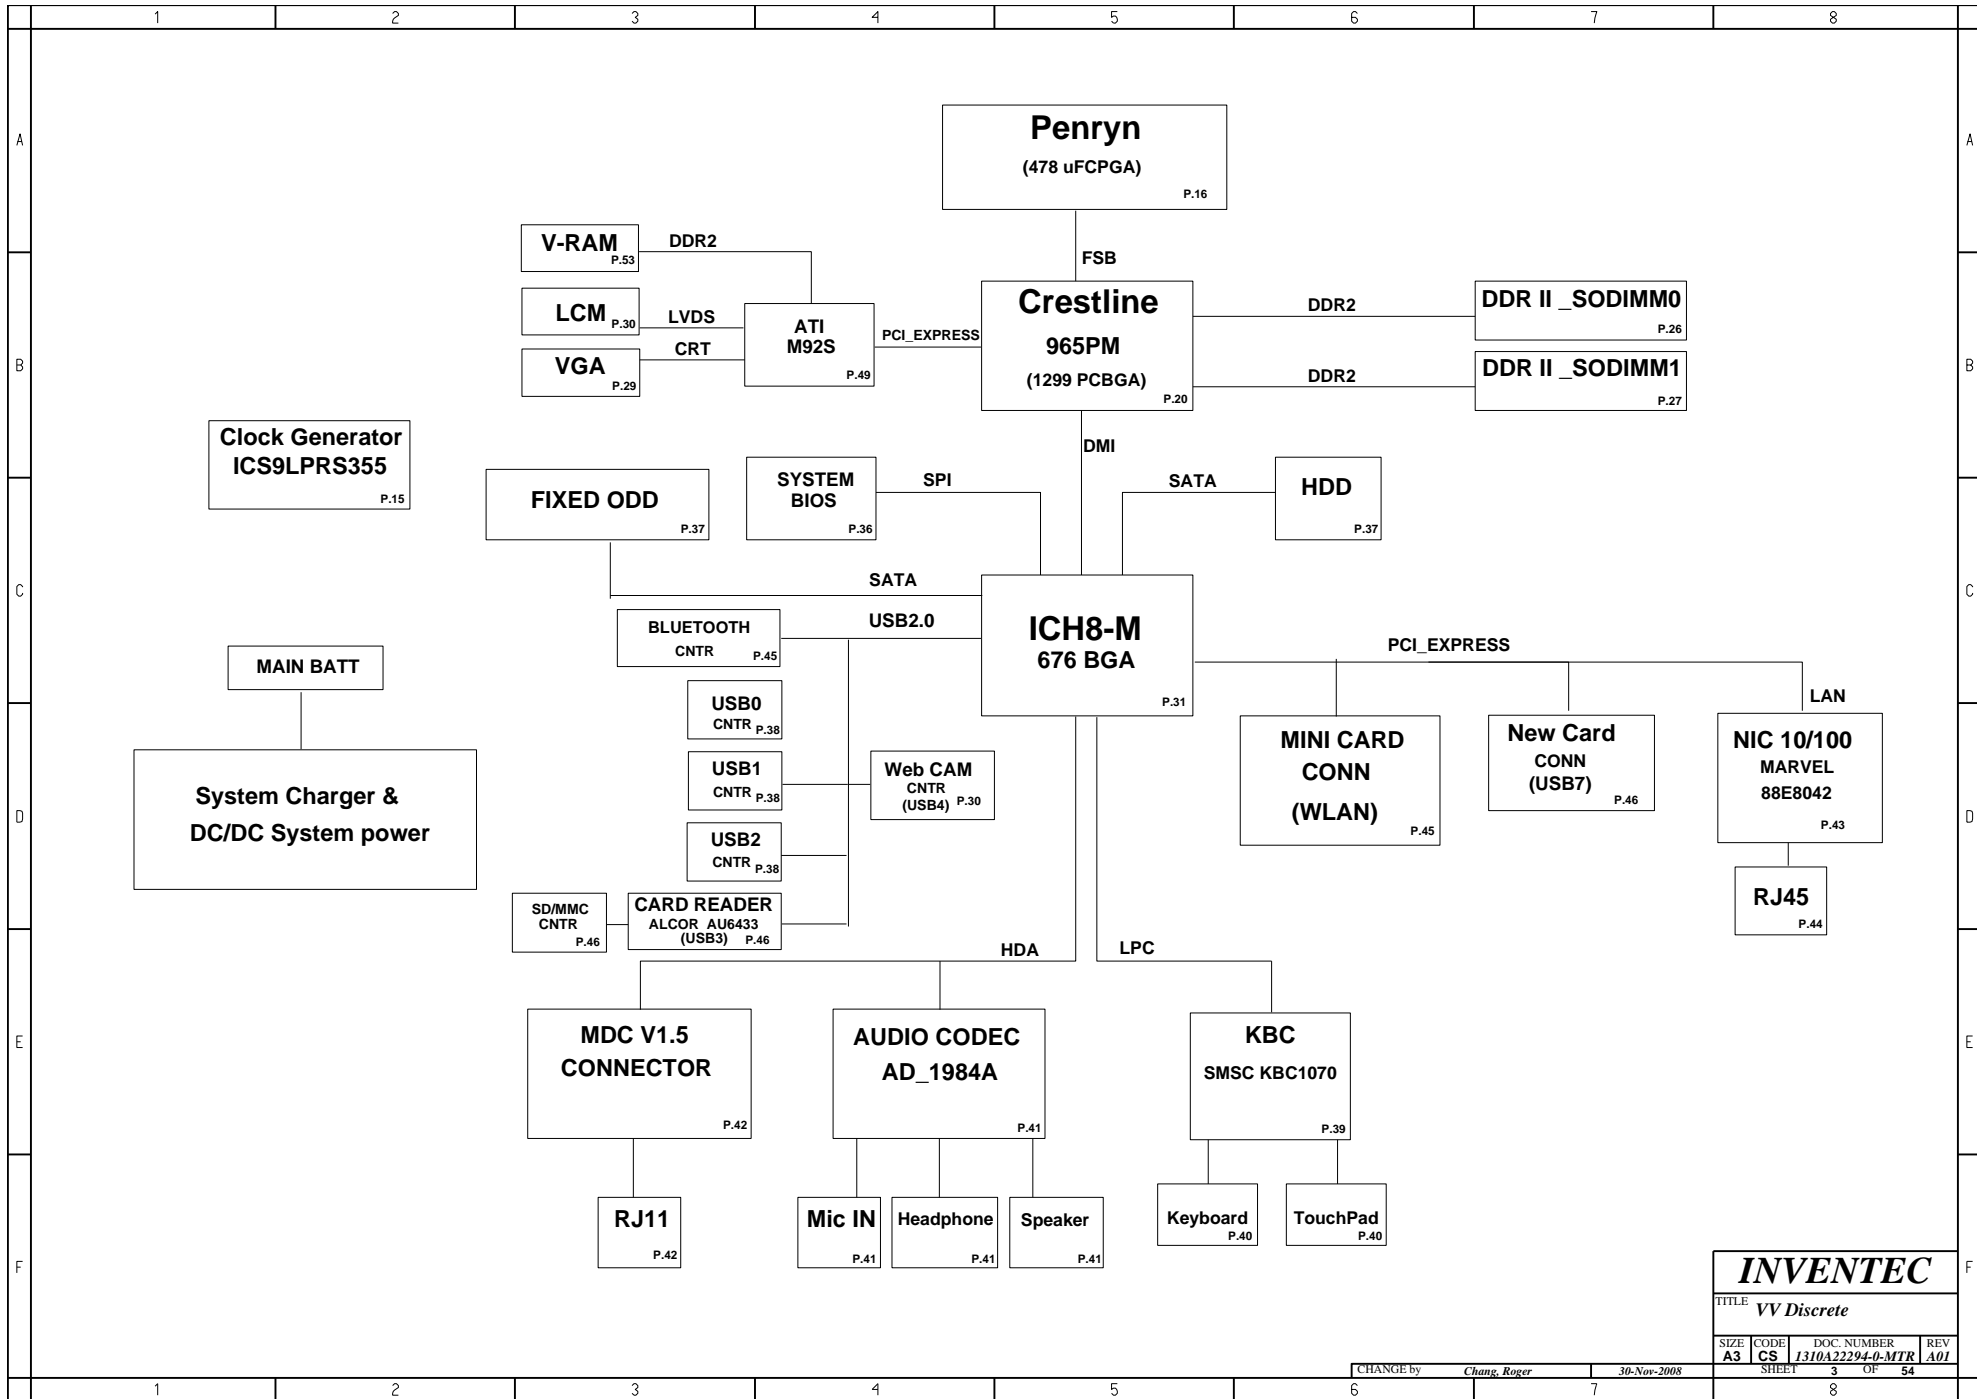 1 2 3 4 5 6 7 8
A A
B B
C C
D D
E E
F F
Penryn
(478 uFCPGA)
P.16
FSB
V-RAM
P.53
DDR2
LCM
P.30
LVDS
VGA
P.29
CRT
ATI
M92S
P.49
PCI_EXPRESS
Crestline
965PM
(1299 PCBGA)
P.20
DDR2
DDR II _SODIMM0
P.26
DDR2
DDR II _SODIMM1
P.27
DMI
Clock Generator
ICS9LPRS355
P.15
FIXED ODD
P.37
SYSTEM
BIOS
P.36
SPI
SATA
HDD
P.37
SATA
USB2.0
BLUETOOTH
CNTR
P.45
ICH8-M
676 BGA
P.31
PCI_EXPRESS
LAN
MAIN BATT
System Charger &
DC/DC System power
USB0
CNTR
P.38
USB1
CNTR
P.38
Web CAM
CNTR
(USB4)
P.30
USB2
CNTR
P.38
SD/MMC
CNTR
P.46
CARD READER
ALCOR AU6433
(USB3)
P.46
MINI CARD
CONN
(WLAN)
P.45
New Card
CONN
(USB7)
P.46
NIC 10/100
MARVEL
88E8042
P.43
RJ45
P.44
HDA
LPC
MDC V1.5
CONNECTOR
P.42
AUDIO CODEC
AD_1984A
P.41
KBC
SMSC KBC1070
P.39
RJ11
P.42
Mic IN
P.41
Headphone
P.41
Speaker
P.41
Keyboard
P.40
TouchPad
P.40
INVENTEC
TITLE
VV Discrete
SIZE CODE DOC. NUMBER REV
A3 CS 1310A22294-0-MTR A01
CHANGE by Chang, Roger 30-Nov-2008 SHEET 3 OF 54
1 2 3 4 5 6 7 8